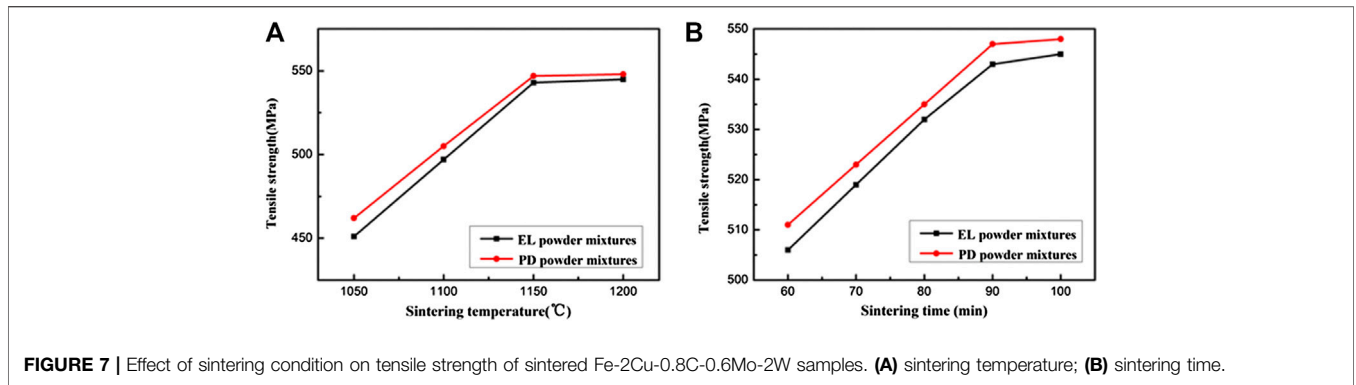 A
550
500
450
Tensile strength(MPa)
EL powder mixtures
PD powder mixtures
1050 1100 1150 1200
Sintering temperature(℃)
B
550
540
530
520
510
500
Tensile strength(MPa)
EL powder mixtures
PD powder mixtures
60 70 80 90 100
Sintering time (min)
FIGURE 7 | Effect of sintering condition on tensile strength of sintered Fe-2Cu-0.8C-0.6Mo-2W samples. (A) sintering temperature; (B) sintering time.